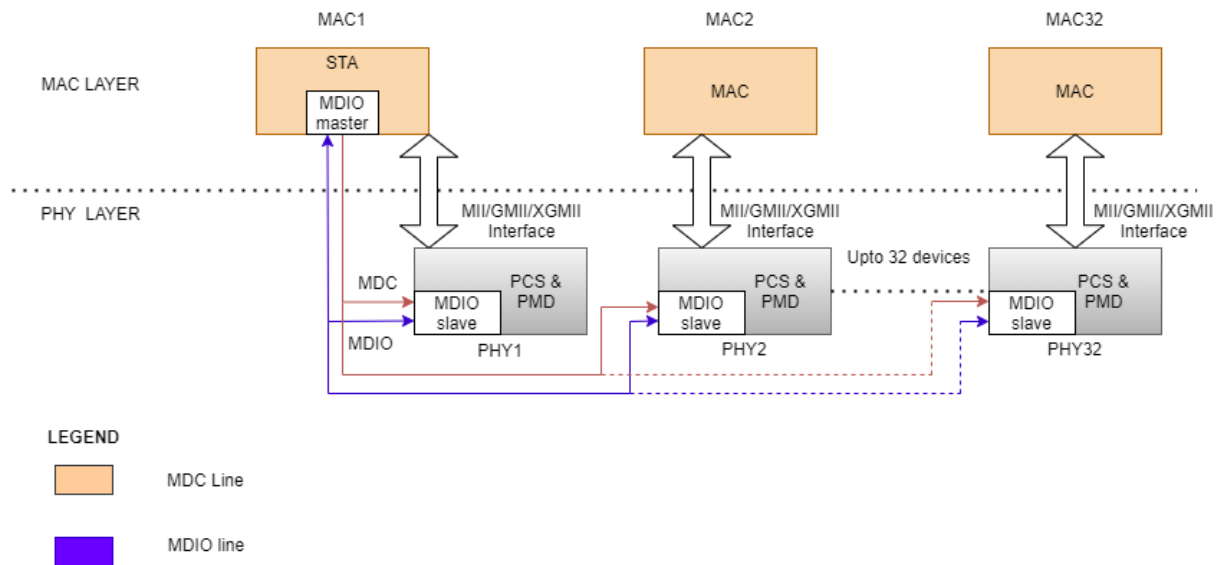 MAC1
MAC2
MAC32
MAC LAYER
STA
MDIO
master
MAC
MAC
PHY LAYER
MII/GMII/XGMII
Interface
MII/GMII/XGMII
Interface
MII/GMII/XGMII
Interface
Upto 32 devices
MDC
MDIO
PCS &
PMD
MDIO
slave
PHY1
PCS &
PMD
MDIO
slave
PHY2
PCS &
PMD
MDIO
slave
PHY32
LEGEND
MDC Line
MDIO line